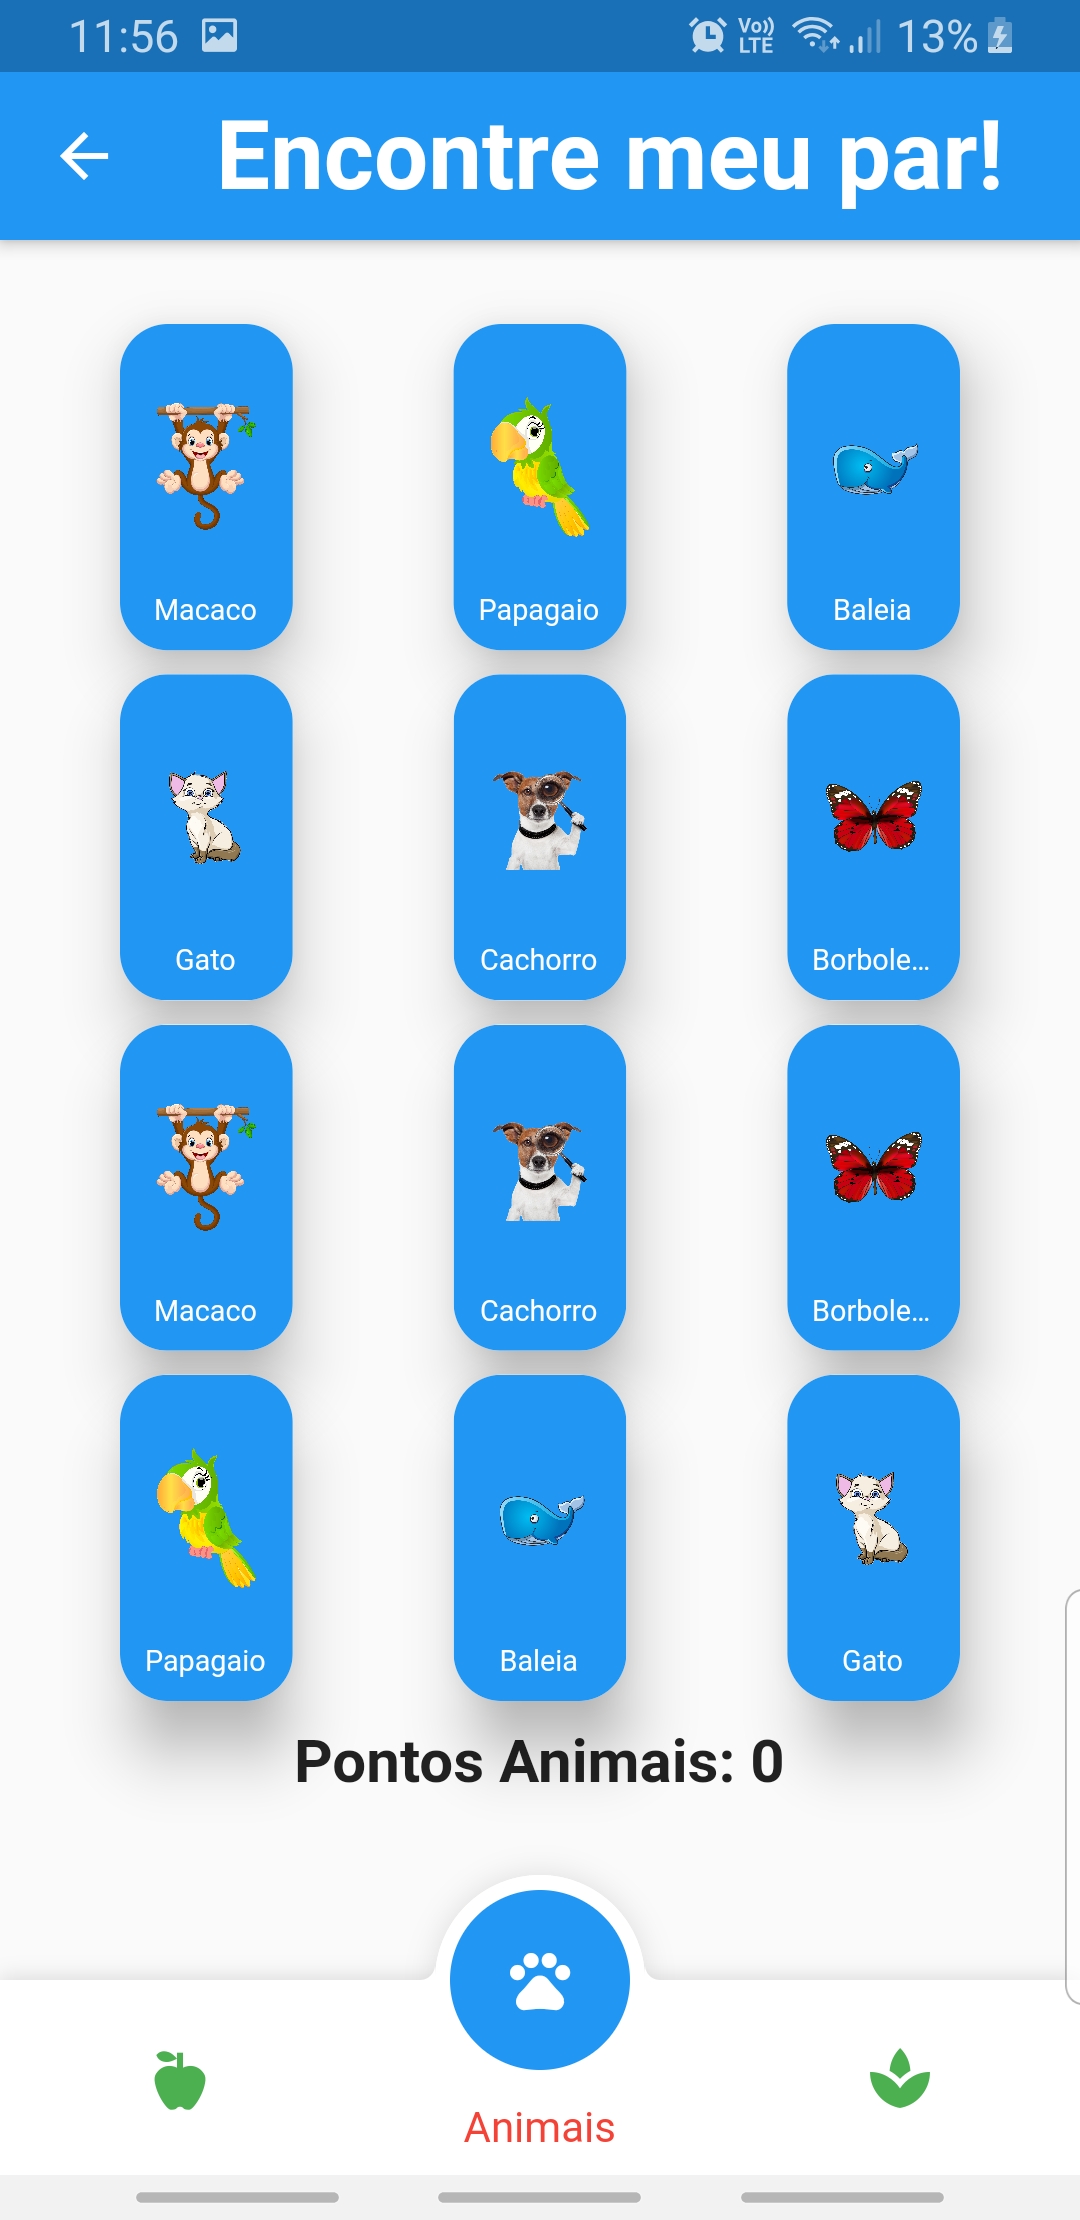 11:56 Vo)) LTE 13%
Encontre meu par!
Macaco Papagaio Baleia
Gato Cachorro Borbole...
Macaco Cachorro Borbole...
Papagaio Baleia Gato
Pontos Animais: 0
Animais